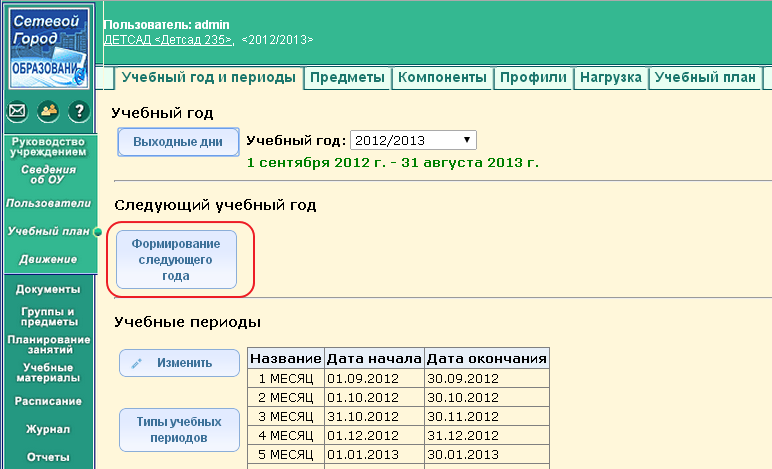 Сетевой
Город
ОБРАЗОВАНИ
Пользователь: admin
ДЕТСАД <Детсад 235>, <2012/2013>
?
Учебный год и периоды Предметы Компоненты Профили Нагрузка Учебный план
Руководство
учреждением
Сведения
об ОУ
Пользователи
Учебный план
Движение
Документы
Группы и
предметы
Планирование
занятий
Учебные
материалы
Расписание
Журнал
Отчеты
Учебный год
Выходные дни Учебный год: 2012/2013
1 сентября 2012 г. - 31 августа 2013 г.
Следующий учебный год
Формирование
следующего
года
Учебные периоды
Изменить
Типы учебных
периодов
Название Дата начала Дата окончания
1 МЕСЯЦ 01.09.2012 30.09.2012
2 МЕСЯЦ 01.10.2012 30.10.2012
3 МЕСЯЦ 31.10.2012 30.11.2012
4 МЕСЯЦ 01.12.2012 31.12.2012
5 МЕСЯЦ 01.01.2013 30.01.2013